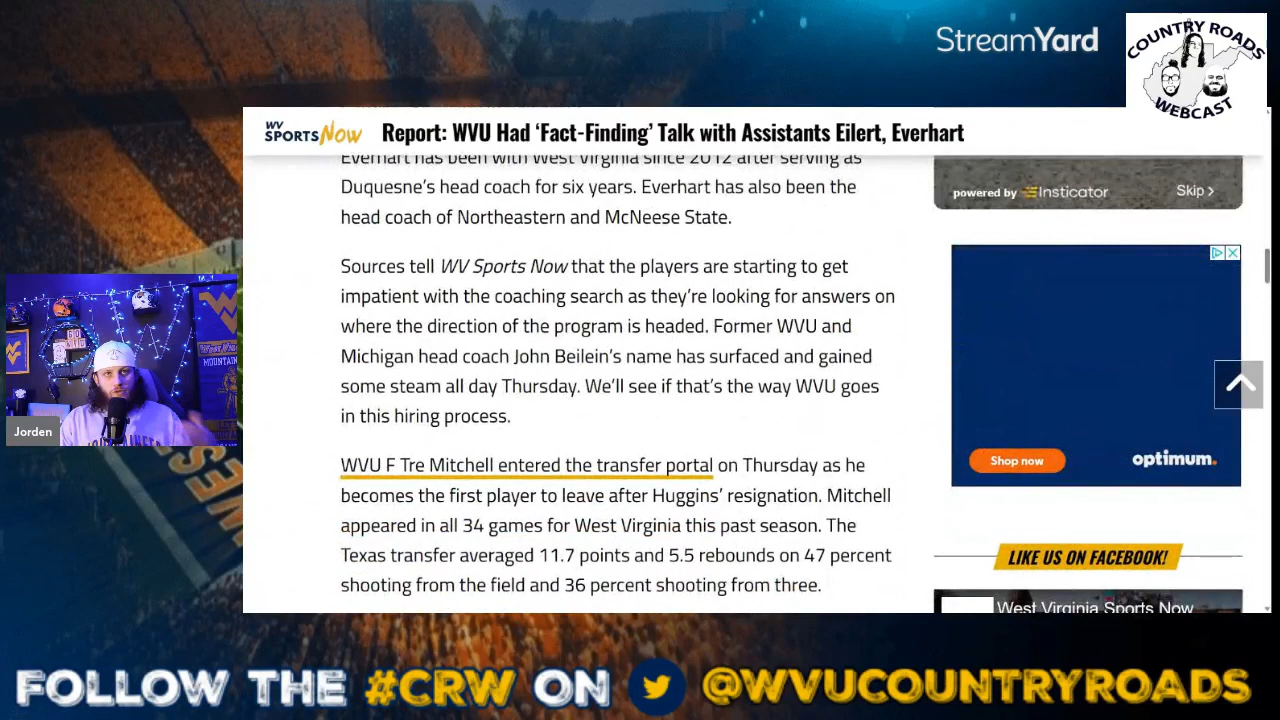 StreamYard
COUNTRY ROADS
WEBCAST
WV
SPORTS NOW
Report: WVU Had ‘Fact-Finding’ Talk with Assistants Eilert, Everhart
Everhart has been with West Virginia since 2012 after serving as
Duquesne’s head coach for six years. Everhart has also been the
head coach of Northeastern and McNeese State.
powered by Insticator
Skip
Sources tell WV Sports Now that the players are starting to get
impatient with the coaching search as they’re looking for answers on
where the direction of the program is headed. Former WVU and
Michigan head coach John Beilein’s name has surfaced and gained
some steam all day Thursday. We’ll see if that’s the way WVU goes
in this hiring process.
Shop now
optimum.
WVU F Tre Mitchell entered the transfer portal on Thursday as he
becomes the first player to leave after Huggins’ resignation. Mitchell
appeared in all 34 games for West Virginia this past season. The
Texas transfer averaged 11.7 points and 5.5 rebounds on 47 percent
shooting from the field and 36 percent shooting from three.
LIKE US ON FACEBOOK!
West Virginia Sports Now
Jorden
FOLLOW THE #CRW ON @WVUCOUNTRYROADS